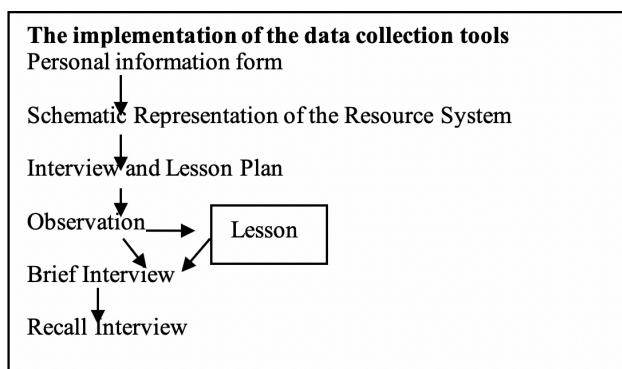 The implementation of the data collection tools
Personal information form
Schematic Representation of the Resource System
Interview and Lesson Plan
Observation
Lesson
Brief Interview
Recall Interview